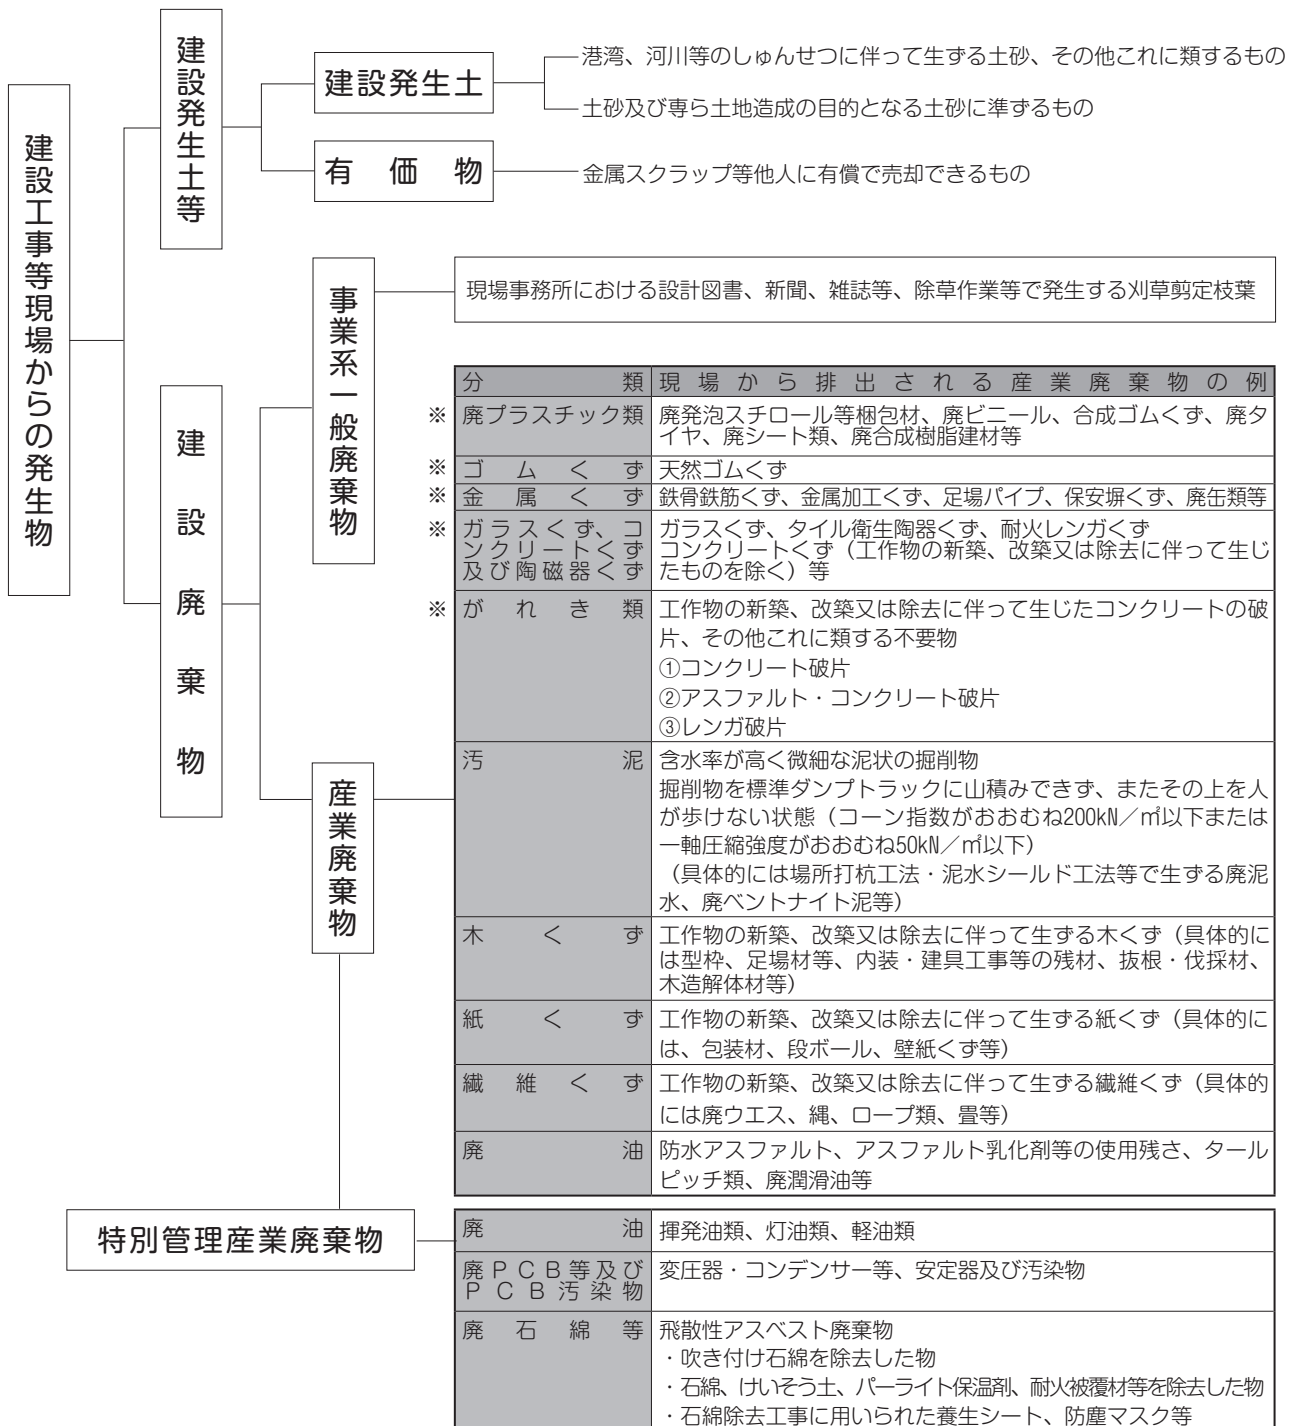 建設工事等現場からの発生物
建設発生土等
建設発生土
港湾、河川等のしゅんせつに伴って生ずる土砂、その他これに類するもの
土砂及び専ら土地造成の目的となる土砂に準ずるもの
有価物
金属スクラップ等他人に有償で売却できるもの
建設廃棄物
事業系一般廃棄物
現場事務所における設計図書、新聞、雑誌等、除草作業等で発生する刈草剪定枝葉
産業廃棄物
分類 現場から排出される産業廃棄物の例
※ 廃プラスチック類 廃発泡スチロール等梱包材、廃ビニール、合成ゴムくず、廃タ
イヤ、廃シート類、廃合成樹脂建材等
※ ゴムくず 天然ゴムくず
※ 金属くず 鉄骨鉄筋くず、金属加工くず、足場パイプ、保安塀くず、廃缶類等
※ ガラスくず、コ ガラスくず、タイル衛生陶器くず、耐火レンガくず
ンクリートくず コンクリートくず（工作物の新築、改築又は除去に伴って生じ
及び陶磁器くず たものを除く）等
※ がれき類 工作物の新築、改築又は除去に伴って生じたコンクリートの破
片、その他これに類する不要物
①コンクリート破片
②アスファルト・コンクリート破片
③レンガ破片
汚泥 含水率が高く微細な泥状の掘削物
掘削物を標準ダンプトラックに山積みできず、またその上を人
が歩けない状態（コーン指数がおおむね200kN／㎡以下または
一軸圧縮強度がおおむね50kN／㎡以下）
（具体的には場所打杭工法・泥水シールド工法等で生ずる廃泥
水、廃ベントナイト泥等）
木くず 工作物の新築、改築又は除去に伴って生ずる木くず（具体的に
は型枠、足場材等、内装・建具工事等の残材、抜根・伐採材、
木造解体材等）
紙くず 工作物の新築、改築又は除去に伴って生ずる紙くず（具体的に
は、包装材、段ボール、壁紙くず等）
繊維くず 工作物の新築、改築又は除去に伴って生ずる繊維くず（具体的
には廃ウエス、縄、ロープ類、畳等）
廃油 防水アスファルト、アスファルト乳化剤等の使用残さ、タール
ピッチ類、廃潤滑油等
特別管理産業廃棄物
廃油 揮発油類、灯油類、軽油類
廃ＰＣＢ等及び 変圧器・コンデンサー等、安定器及び汚染物
ＰＣＢ汚染物
廃石綿等 飛散性アスベスト廃棄物
・吹き付け石綿を除去した物
・石綿、けいそう土、パーライト保温剤、耐火被覆材等を除去した物
・石綿除去工事に用いられた養生シート、防塵マスク等